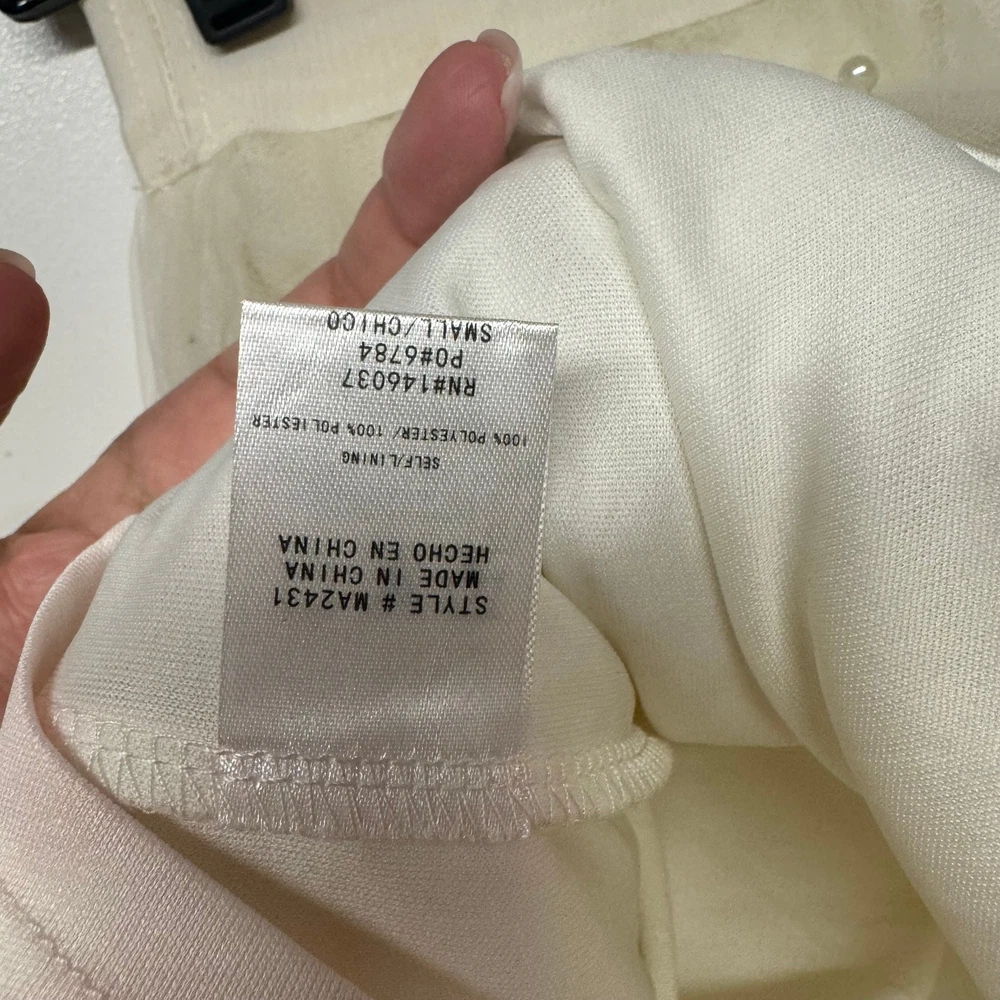 STYLE # MA2431
MADE IN CHINA
HECHO EN CHINA
SELF/LINING
100% POLYESTER/ 100% POLIESTER
RN#146037
PO#6784
SMALL/CHICO